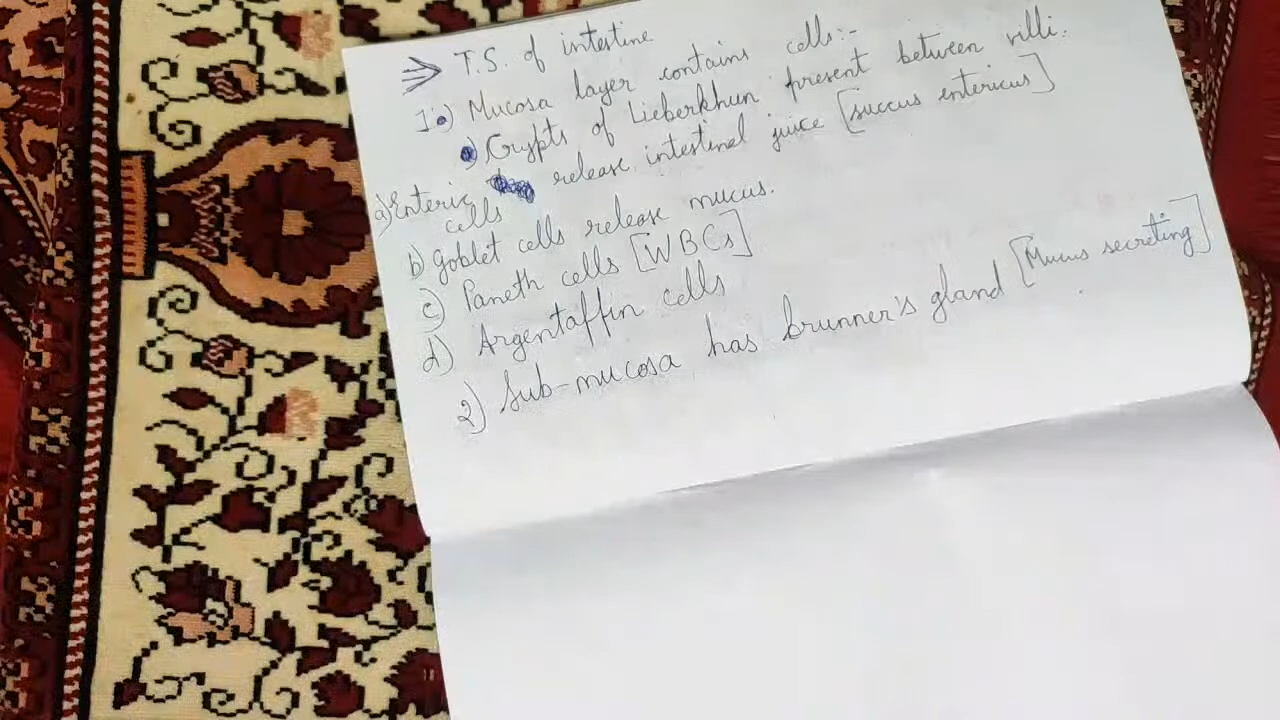 ⇒ T.S. of intestine
1•) Mucosa layer contains cells:-
•) Crypts of Lieberkhun present between villi.
a) Enteric cells release intestinal juice [succus entericus]
b) Goblet cells release mucus.
c) Paneth cells [WBCs]
d) Argentaffin cells
2) Sub-mucosa has brunner's gland [Mucus secreting]